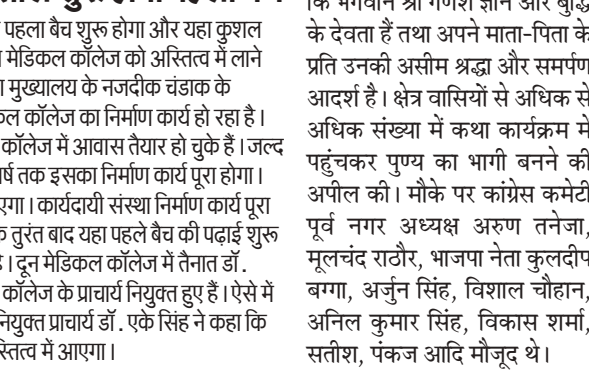 पहला बैच शुरू होगा और यहा कुशल
मेडिकल कॉलेज को अस्तित्व में लाने
मुख्यालय के नजदीक चंडाक के
कॉलेज का निर्माण कार्य हो रहा है।
कॉलेज में आवास तैयार हो चुके हैं। जल्द
तक इसका निर्माण कार्य पूरा होगा।
कार्यदायी संस्था निर्माण कार्य पूरा
तुरंत बाद यहा पहले बैच की पढ़ाई शुरू
है। दून मेडिकल कॉलेज में तैनात डॉ.
कॉलेज के प्राचार्य नियुक्त हुए हैं। ऐसे में
नियुक्त प्राचार्य डॉ. एके सिंह ने कहा कि
में आएगा।
कि भगवान श्री गणेश ज्ञान और बुद्धि
के देवता हैं तथा अपने माता-पिता के
प्रति उनकी असीम श्रद्धा और समर्पण
आदर्श है। क्षेत्र वासियों से अधिक से
अधिक संख्या में कथा कार्यक्रम में
पहुंचकर पुण्य का भागी बनने की
अपील की। मौके पर कांग्रेस कमेटी
पूर्व नगर अध्यक्ष अरुण तनेजा,
मूलचंद राठौर, भाजपा नेता कुलदीप
बग्गा, अर्जुन सिंह, विशाल चौहान,
अनिल कुमार सिंह, विकास शर्मा,
सतीश, पंकज आदि मौजूद थे।